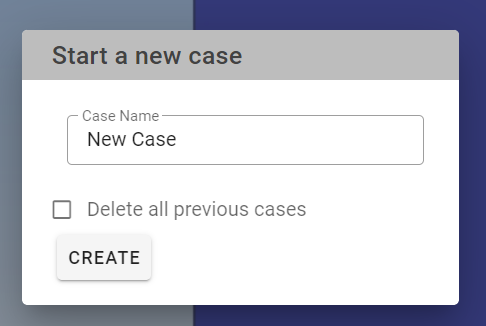 Start a new case
Case Name
New Case
Delete all previous cases
CREATE